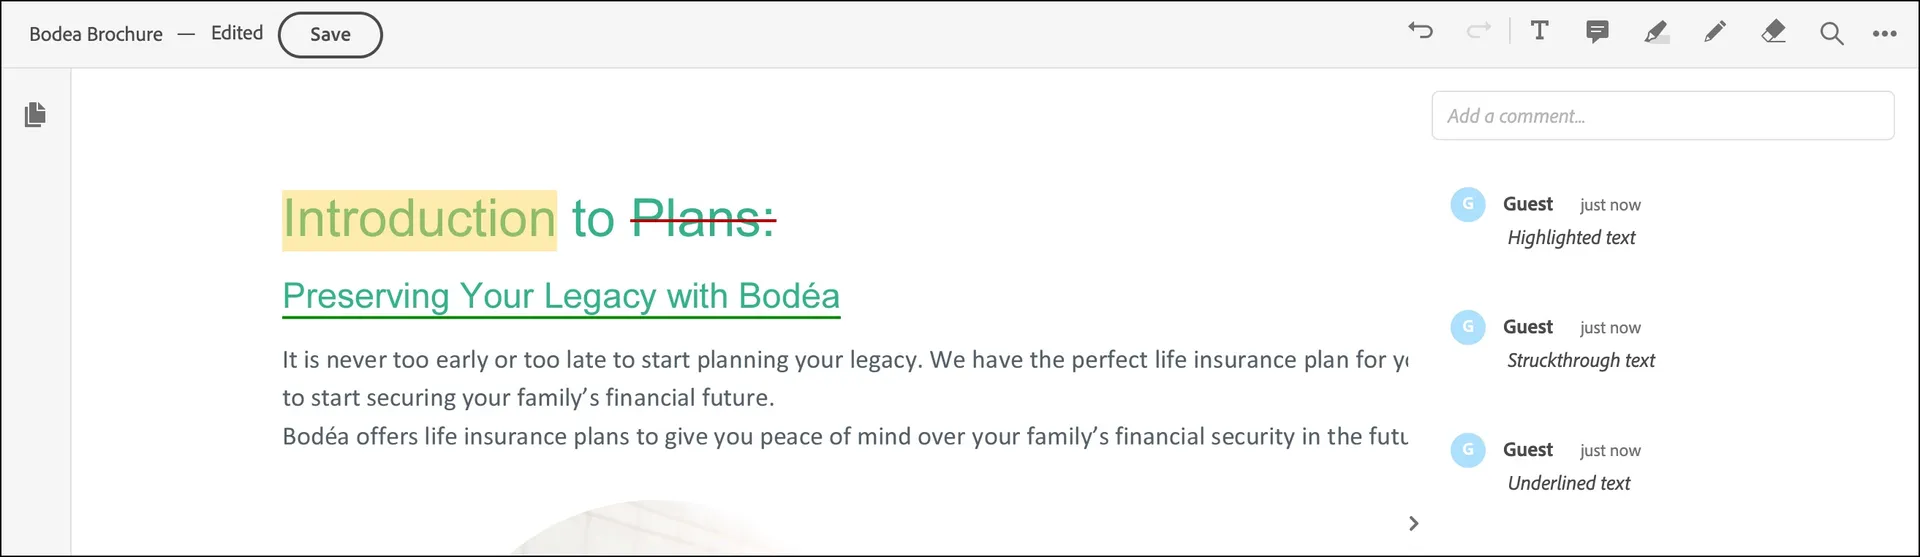 Bodea Brochure — Edited Save
Add a comment...
Introduction to Plans:
Preserving Your Legacy with Bodéa
It is never too early or too late to start planning your legacy. We have the perfect life insurance plan for yo
to start securing your family’s financial future.
Bodéa offers life insurance plans to give you peace of mind over your family’s financial security in the futu
G Guest just now
Highlighted text
G Guest just now
Struckthrough text
G Guest just now
Underlined text